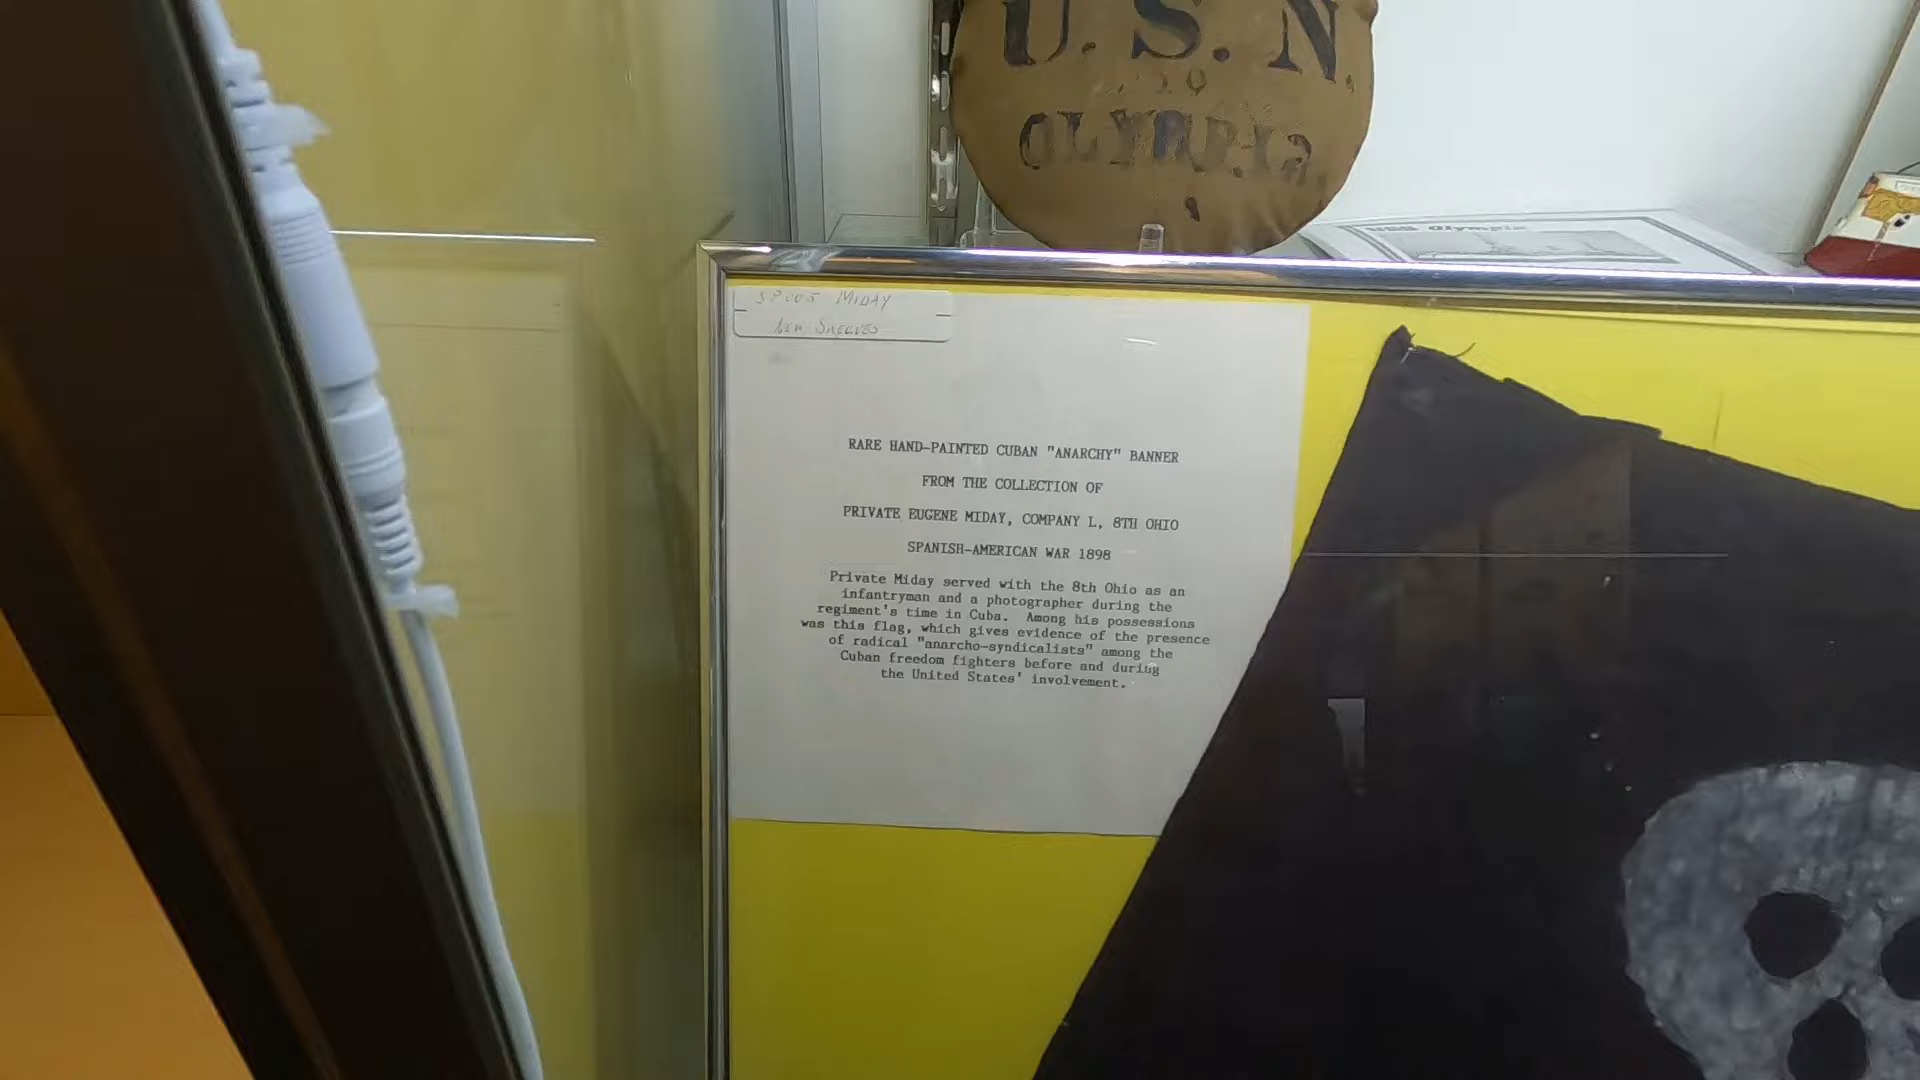 U. S. N.
OLYMPIA.
Olympia
MIDAY
NEW SHELVES
RARE HAND-PAINTED CUBAN "ANARCHY" BANNER
FROM THE COLLECTION OF
PRIVATE EUGENE MIDAY, COMPANY L, 8TH OHIO
SPANISH-AMERICAN WAR 1898
Private Miday served with the 8th Ohio as an
infantryman and a photographer during the
regiment's time in Cuba. Among his possessions
was this flag, which gives evidence of the presence
of radical "anarcho-syndicalists" among the
Cuban freedom fighters before and during
the United States' involvement.